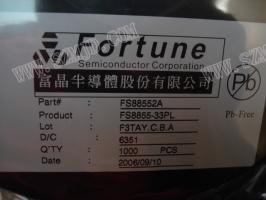 Fortune
Semiconductor Corporation
富晶半導體股份有限公司
Pb
Pb-Free
Part# : FS88552A
Product : FS8855-33PL
Lot : F3TAY.C.B.A
D/C : 6351
Q'TY : 1000 PCS
Date : 2006/09/10